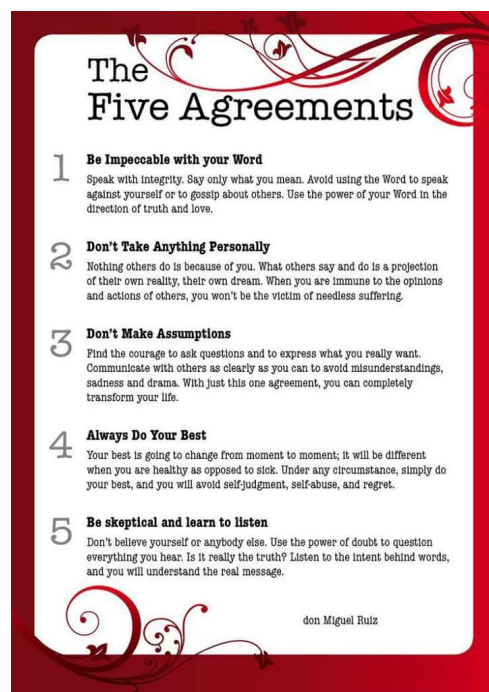 The
Five Agreements
1
Be Impeccable with your Word
Speak with integrity. Say only what you mean. Avoid using the Word to speak
against yourself or to gossip about others. Use the power of your Word in the
direction of truth and love.
2
Don't Take Anything Personally
Nothing others do is because of you. What others say and do is a projection
of their own reality, their own dream. When you are immune to the opinions
and actions of others, you won't be the victim of needless suffering.
3
Don't Make Assumptions
Find the courage to ask questions and to express what you really want.
Communicate with others as clearly as you can to avoid misunderstandings,
sadness and drama. With just this one agreement, you can completely
transform your life.
4
Always Do Your Best
Your best is going to change from moment to moment; it will be different
when you are healthy as opposed to sick. Under any circumstance, simply do
your best, and you will avoid self-judgment, self-abuse, and regret.
5
Be skeptical and learn to listen
Don't believe yourself or anybody else. Use the power of doubt to question
everything you hear. Is it really the truth? Listen to the intent behind words,
and you will understand the real message.
don Miguel Ruiz